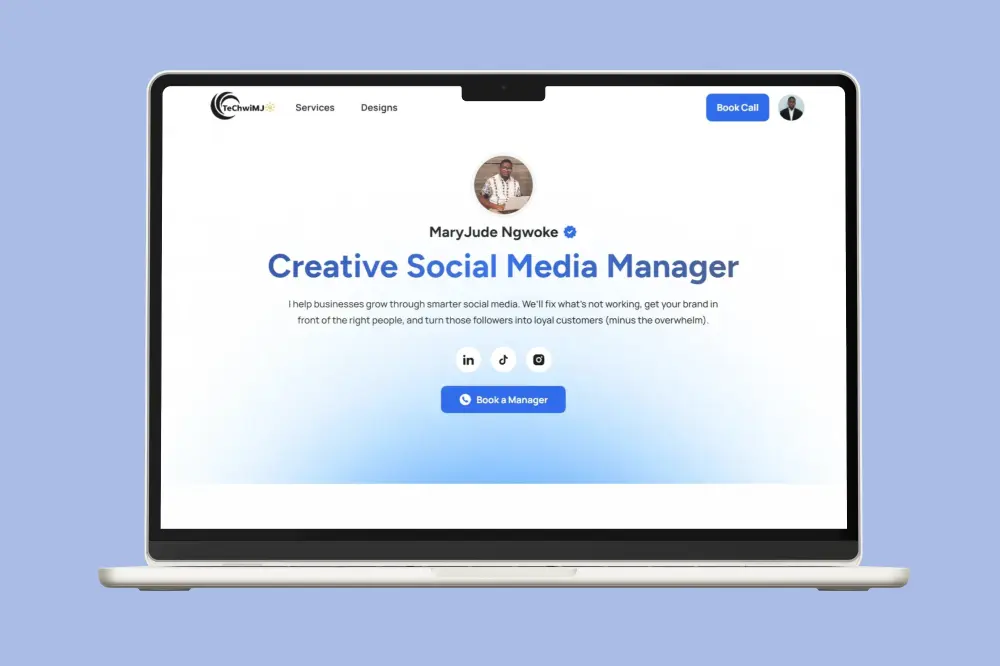 TeChwiMJ
Services
Designs
Book Call
MaryJude Ngwoke
Creative Social Media Manager
I help businesses grow through smarter social media. We'll fix what's not working, get your brand in
front of the right people, and turn those followers into loyal customers (minus the overwhelm).
in
Book a Manager